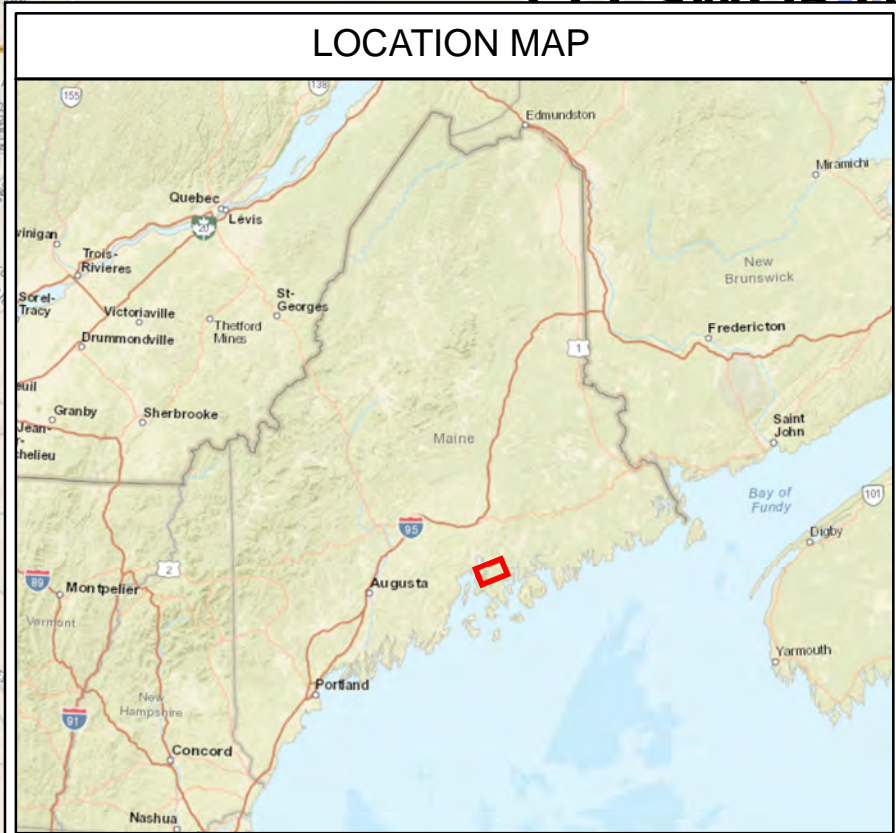 LOCATION MAP
155
138
Edmundston
Miramichi
Quebec
Lévis
20
vinigan
Trois-
Rivieres
New
Brunswick
Sorel-
Tracy
Victoriaville
St-
Georges
Thetford
Mines
Drummondville
Fredericton
1
euil
Granby
Sherbrooke
Jean-
r-
chelieu
Saint
John
Maine
Bay of
Fundy
101
95
Digby
2
89
Montpelier
Augusta
Vermont
Yarmouth
Portland
New
Hampshire
91
Concord
Nashua